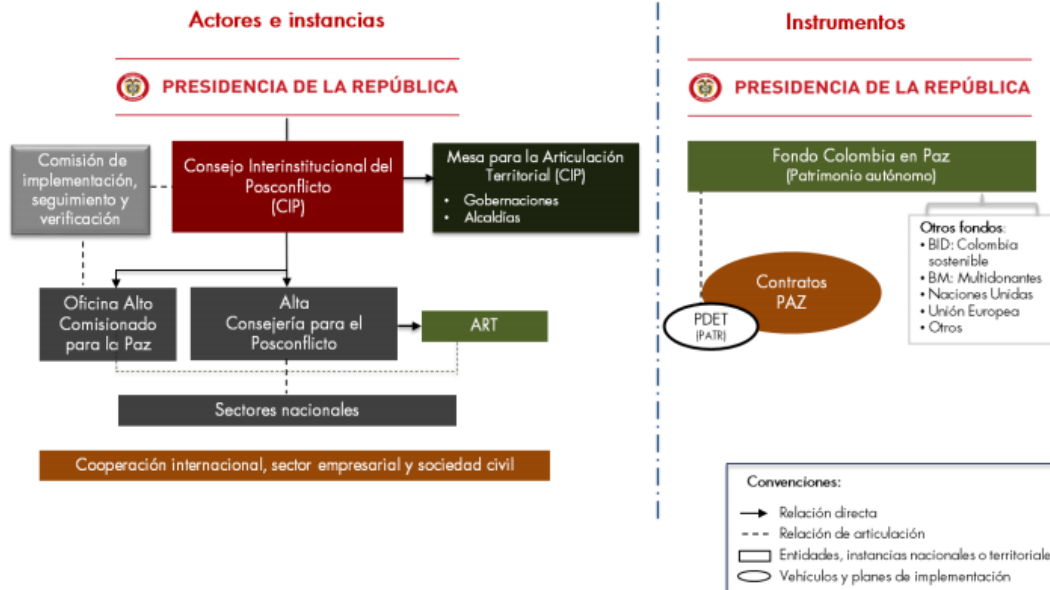 Actores e instancias
PRESIDENCIA DE LA REPÚBLICA
Comisión de
implementación,
seguimiento y
verificación
Consejo Interinstitucional del
Posconflicto
(CIP)
Mesa para la Articulación
Territorial (CIP)
• Gobernaciones
• Alcaldías
Oficina Alto
Comisionado
para la Paz
Alta
Consejería para el
Posconflicto
ART
Sectores nacionales
Cooperación internacional, sector empresarial y sociedad civil
Instrumentos
PRESIDENCIA DE LA REPÚBLICA
Fondo Colombia en Paz
(Patrimonio autónomo)
Otros fondos:
• BID: Colombia
sostenible
• BM: Multidonantes
• Naciones Unidas
• Unión Europea
• Otros
Contratos
PAZ
PDET
(PATR)
Convenciones:
Relación directa
Relación de articulación
Entidades, instancias nacionales o territoriale
Vehículos y planes de implementación